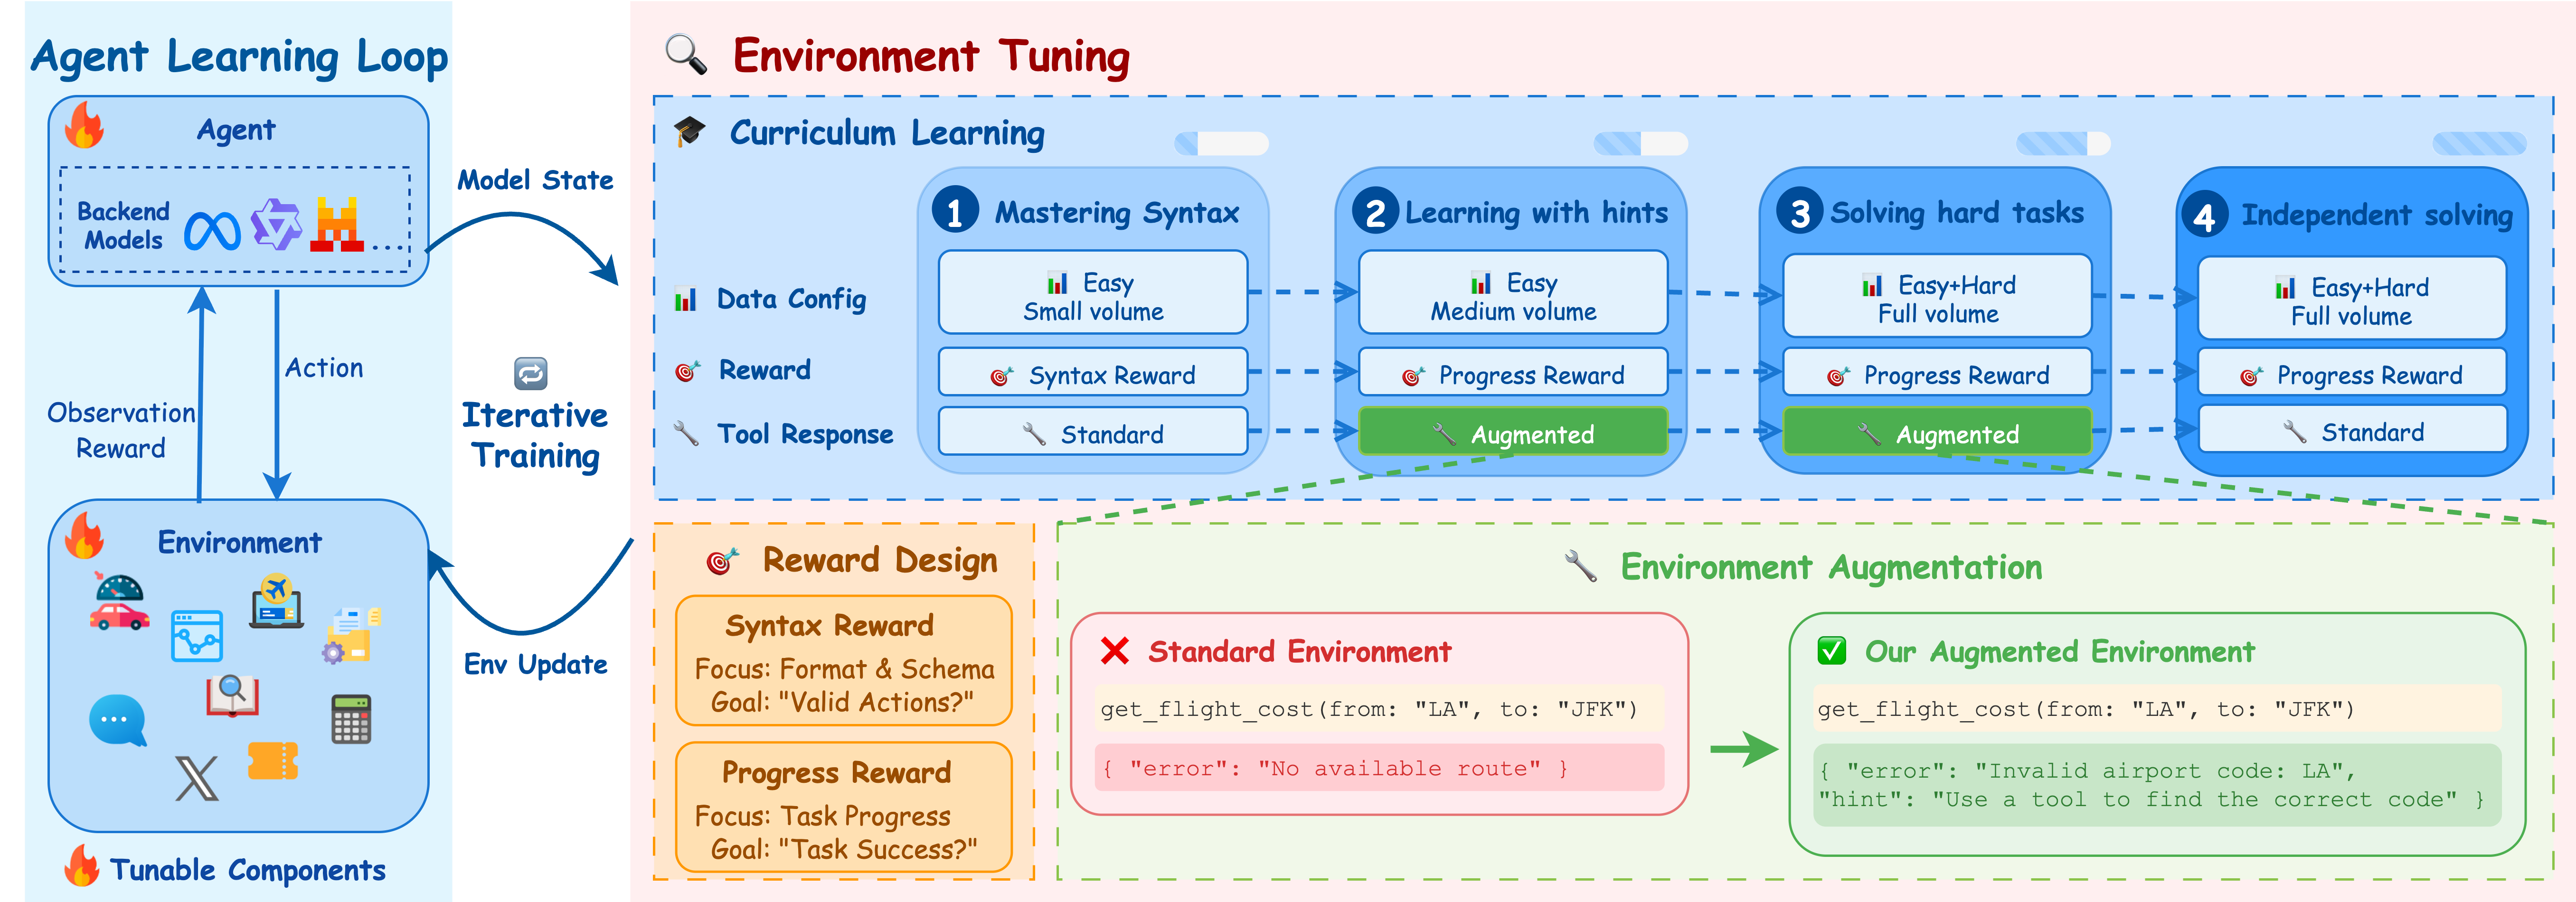 Agent Learning Loop
Agent
Backend
Models
...
Action
Observation
Reward
Environment
Tunable Components
Model State
Iterative
Training
Env Update
Environment Tuning
Curriculum Learning
1 Mastering Syntax
2 Learning with hints
3 Solving hard tasks
4 Independent solving
Data Config
Easy
Small volume
Easy
Medium volume
Easy+Hard
Full volume
Easy+Hard
Full volume
Reward
Syntax Reward
Progress Reward
Progress Reward
Progress Reward
Tool Response
Standard
Augmented
Augmented
Standard
Reward Design
Syntax Reward
Focus: Format & Schema
Goal: "Valid Actions?"
Progress Reward
Focus: Task Progress
Goal: "Task Success?"
Environment Augmentation
Standard Environment
get_flight_cost(from: "LA", to: "JFK")
{ "error": "No available route" }
Our Augmented Environment
get_flight_cost(from: "LA", to: "JFK")
{ "error": "Invalid airport code: LA",
"hint": "Use a tool to find the correct code" }